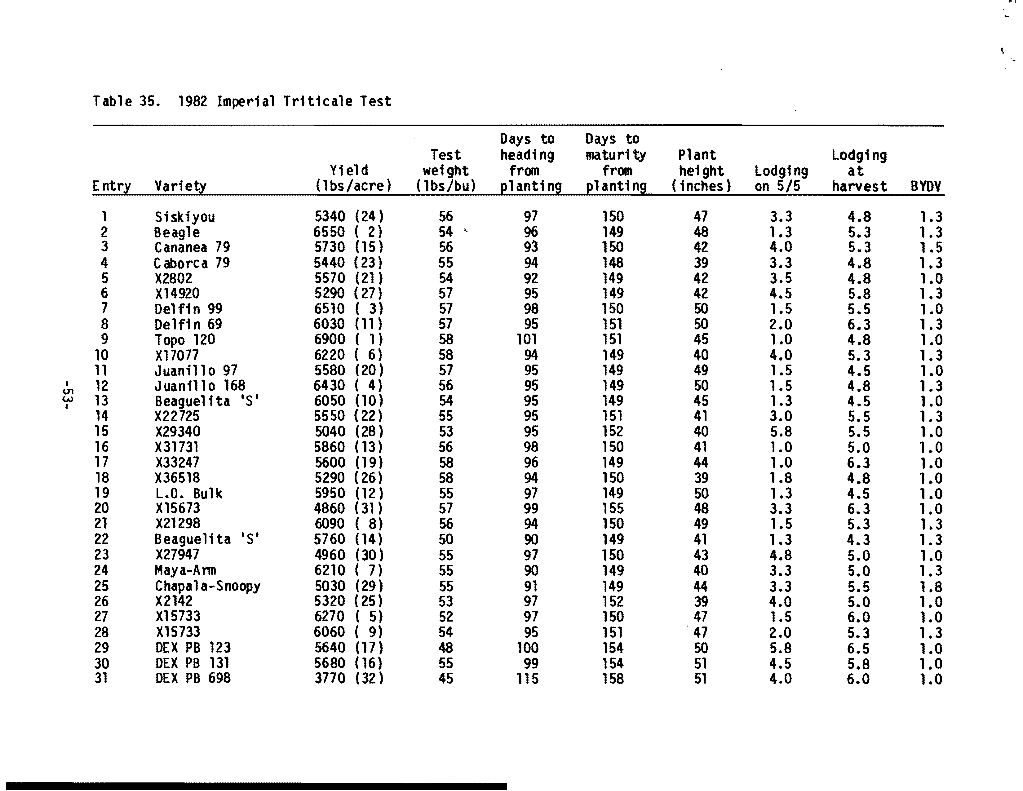 Table 35. 1982 Imperial Triticale Test
Days to Days to
Test heading maturity Plant Lodging
Yield weight from from height Lodging at
Entry Variety (lbs/acre) (lbs/bu) planting planting (inches) on 5/5 harvest BYDV
1 Siskiyou 5340 (24) 56 97 150 47 3.3 4.8 1.3
2 Beagle 6550 ( 2) 54 96 149 48 1.3 5.3 1.3
3 Cananea 79 5730 (15) 56 93 150 42 4.0 5.3 1.5
4 Caborca 79 5440 (23) 55 94 148 39 3.3 4.8 1.3
5 X2802 5570 (21) 54 92 149 42 3.5 4.8 1.0
6 X14920 5290 (27) 57 95 149 42 4.5 5.8 1.3
7 Delfin 99 6510 ( 3) 57 98 150 50 1.5 5.5 1.0
8 Delfin 69 6030 (11) 57 95 151 50 2.0 6.3 1.3
9 Topo 120 6900 ( 1) 58 101 151 45 1.0 4.8 1.0
10 X17077 6220 ( 6) 58 94 149 40 4.0 5.3 1.3
11 Juanillo 97 5580 (20) 57 95 149 49 1.5 4.5 1.0
12 Juanillo 168 6430 ( 4) 56 95 149 50 1.5 4.8 1.3
13 Beaguelita 'S' 6050 (10) 54 95 149 45 1.3 4.5 1.0
14 X22725 5550 (22) 55 95 151 41 3.0 5.5 1.3
15 X29340 5040 (28) 53 95 152 40 5.8 5.5 1.0
16 X31731 5860 (13) 56 98 150 41 1.0 5.0 1.0
17 X33247 5600 (19) 58 96 149 44 1.0 6.3 1.0
18 X36518 5290 (26) 58 94 150 39 1.8 4.8 1.0
19 L.O. Bulk 5950 (12) 55 97 149 50 1.3 4.5 1.0
20 X15673 4860 (31) 57 99 155 48 3.3 6.3 1.0
21 X21298 6090 ( 8) 56 94 150 49 1.5 5.3 1.3
22 Beaguelita 'S' 5760 (14) 50 90 149 41 1.3 4.3 1.3
23 X27947 4960 (30) 55 97 150 43 4.8 5.0 1.0
24 Maya-Arm 6210 ( 7) 55 90 149 40 3.3 5.0 1.3
25 Chapala-Snoopy 5030 (29) 55 91 149 44 3.3 5.5 1.8
26 X2142 5320 (25) 53 97 152 39 4.0 5.0 1.0
27 X15733 6270 ( 5) 52 97 150 47 1.5 6.0 1.0
28 X15733 6060 ( 9) 54 95 151 47 2.0 5.3 1.3
29 DEX PB 123 5640 (17) 48 100 154 50 5.8 6.5 1.0
30 DEX PB 131 5680 (16) 55 99 154 51 4.5 5.8 1.0
31 DEX PB 698 3770 (32) 45 115 158 51 4.0 6.0 1.0
-53-